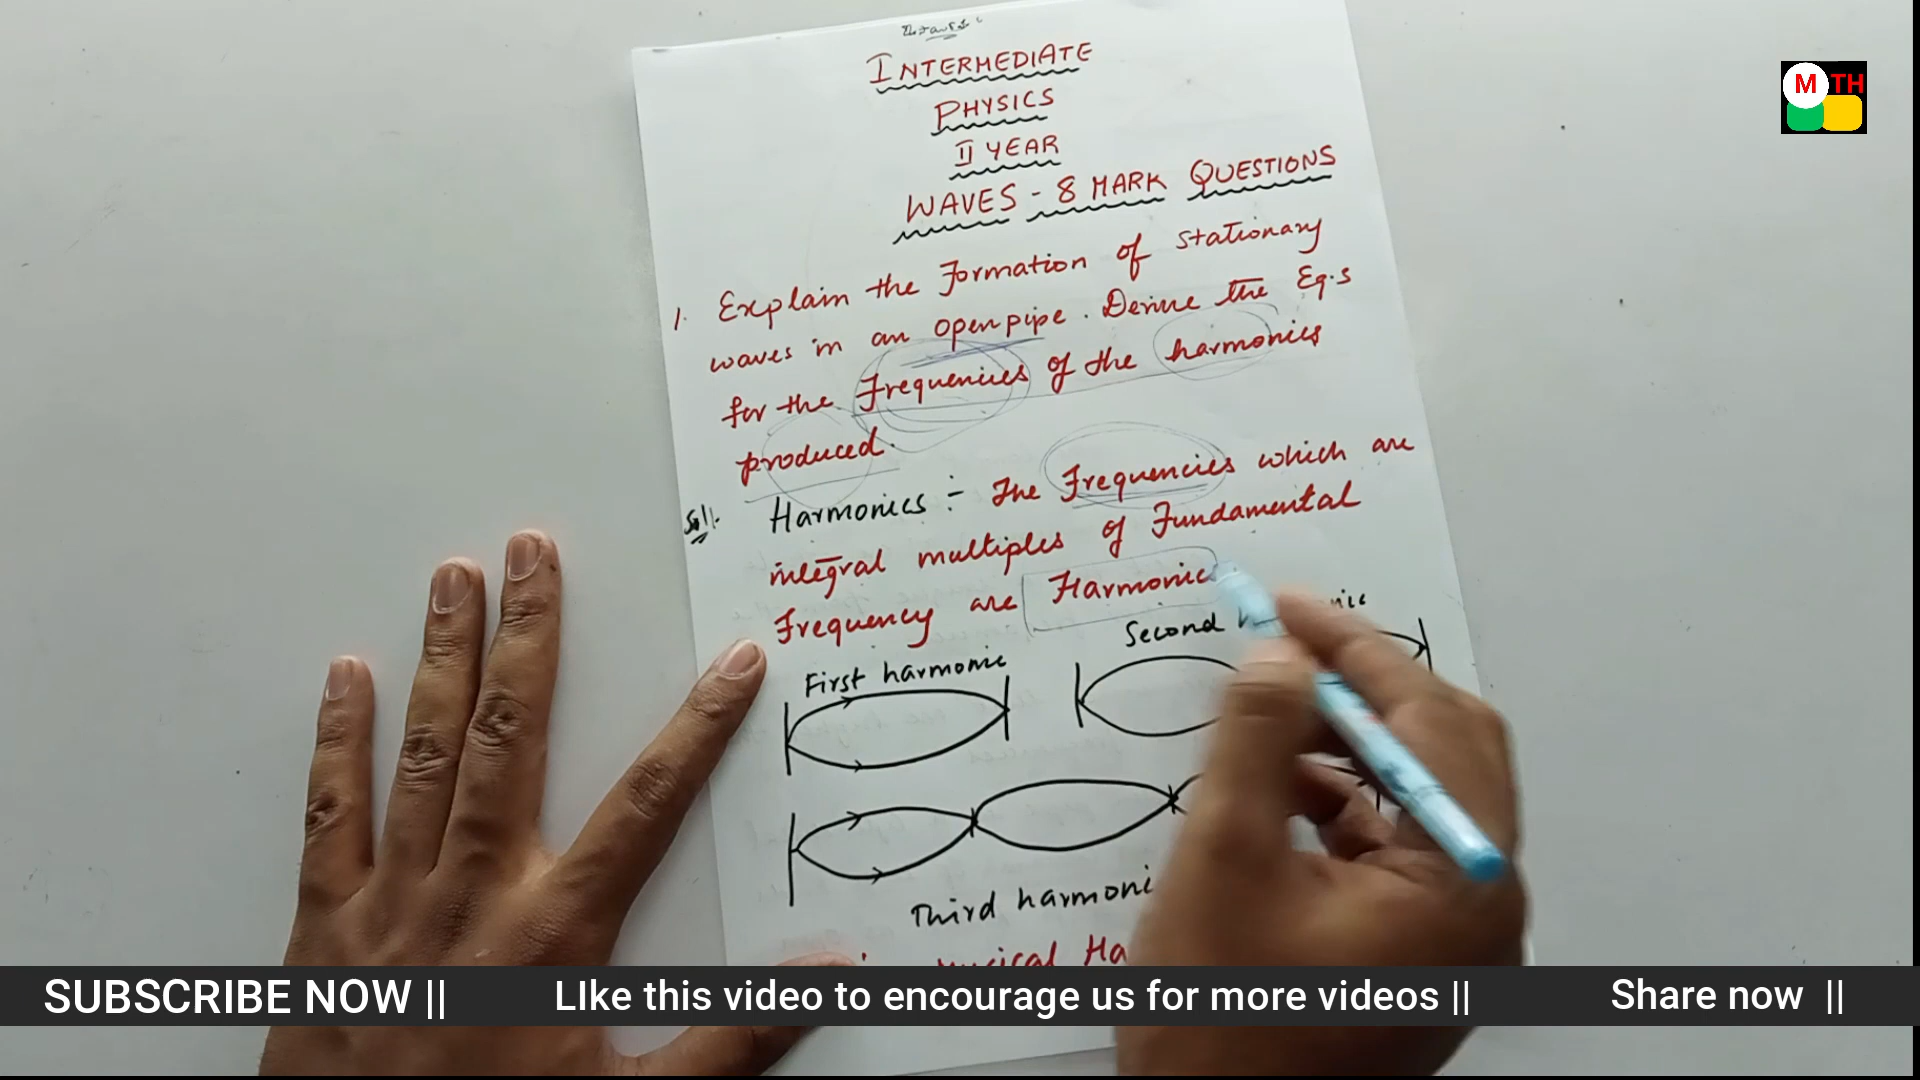 INTERMEDIATE
PHYSICS
II YEAR
WAVES - 8 MARK QUESTIONS
1. Explain the Formation of stationary
waves in an open pipe. Derive the Eq.s
for the Frequencies of the harmonics
produced.
Sol. Harmonics :- The Frequencies which are
integral multiples of Fundamental
Frequency are Harmonic
First harmonic
Second
Third harmoni
Ha
M TH
SUBSCRIBE NOW || LIke this video to encourage us for more videos || Share now ||